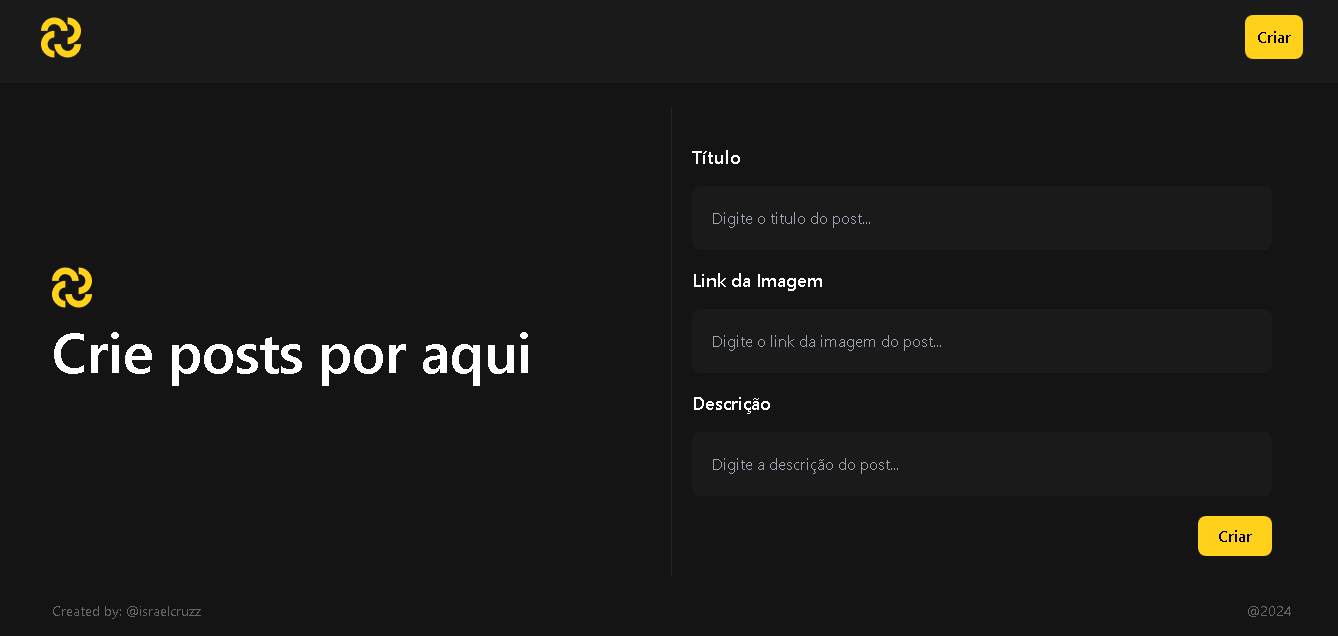 Criar
Crie posts por aqui
Título
Digite o titulo do post...
Link da Imagem
Digite o link da imagem do post...
Descrição
Digite a descrição do post...
Criar
Created by: @israelcruzz
@2024